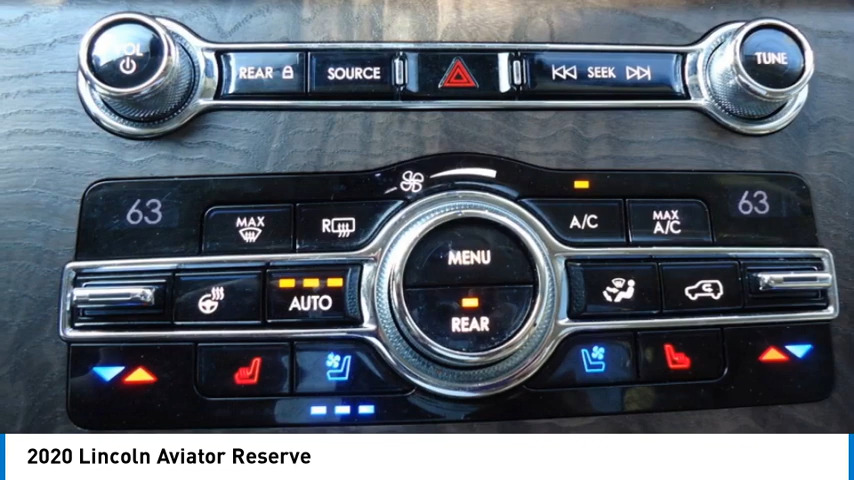 VOL
REAR
SOURCE
SEEK
TUNE
63
MAX
R
A/C
MAX
A/C
63
MENU
AUTO
REAR
2020 Lincoln Aviator Reserve